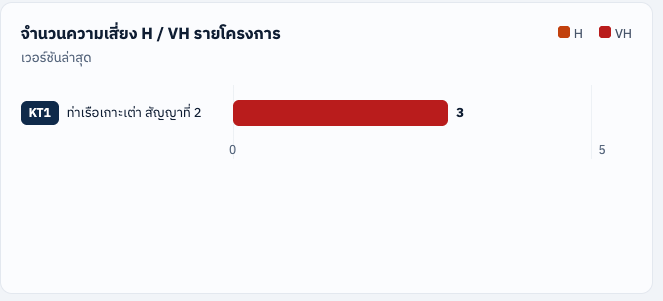 จำนวนความเสี่ยง H / VH รายโครงการ
H VH
เวอร์ชันล่าสุด
KT1 ท่าเรือเกาะเต่า สัญญาที่ 2 3
0 5